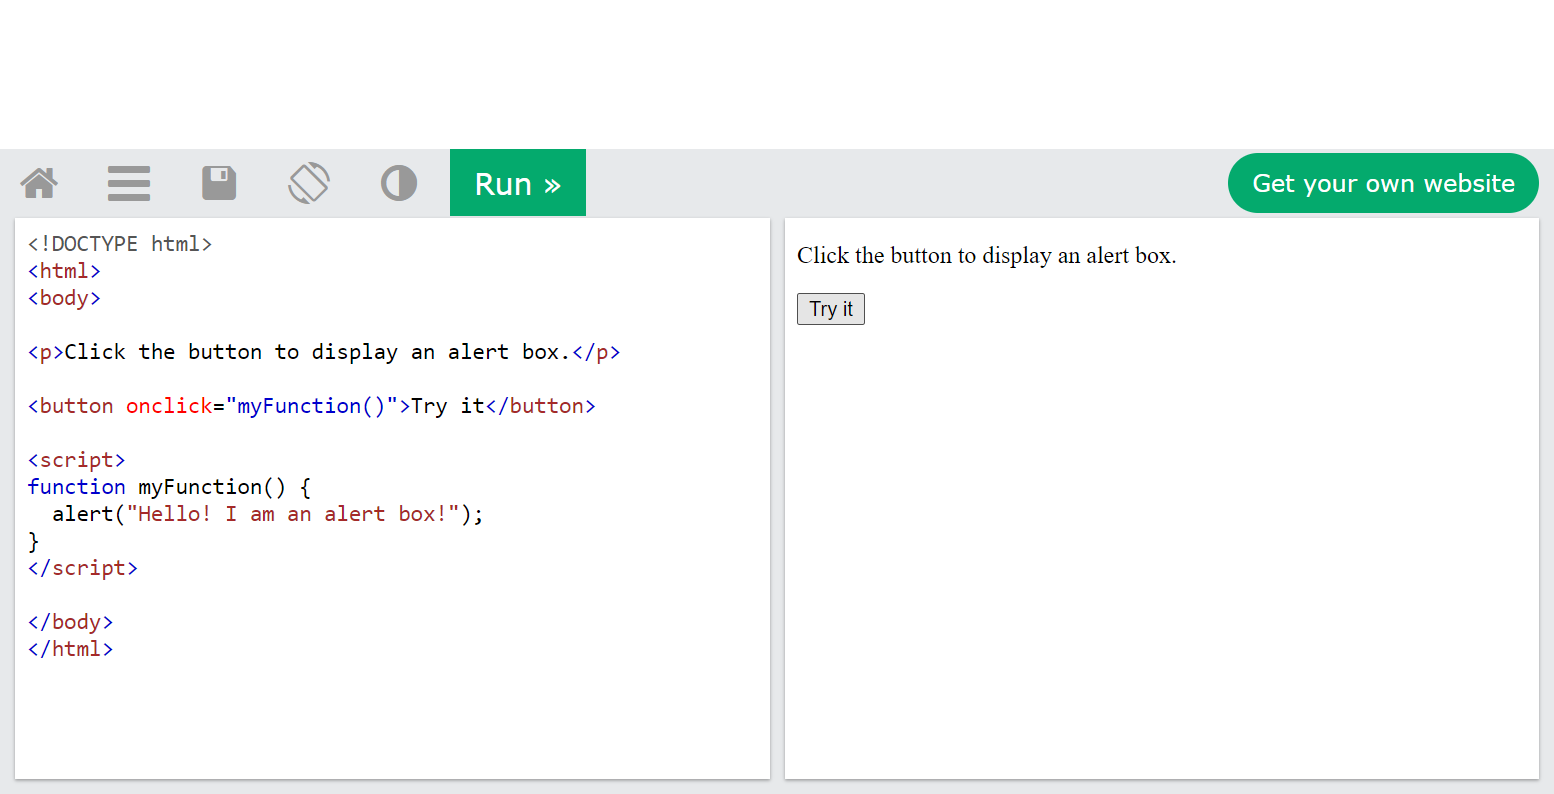 Run »
Get your own website
<!DOCTYPE html>
<html>
<body>
<p>Click the button to display an alert box.</p>
<button onclick="myFunction()">Try it</button>
<script>
function myFunction() {
  alert("Hello! I am an alert box!");
}
</script>
</body>
</html>
Click the button to display an alert box.
Try it